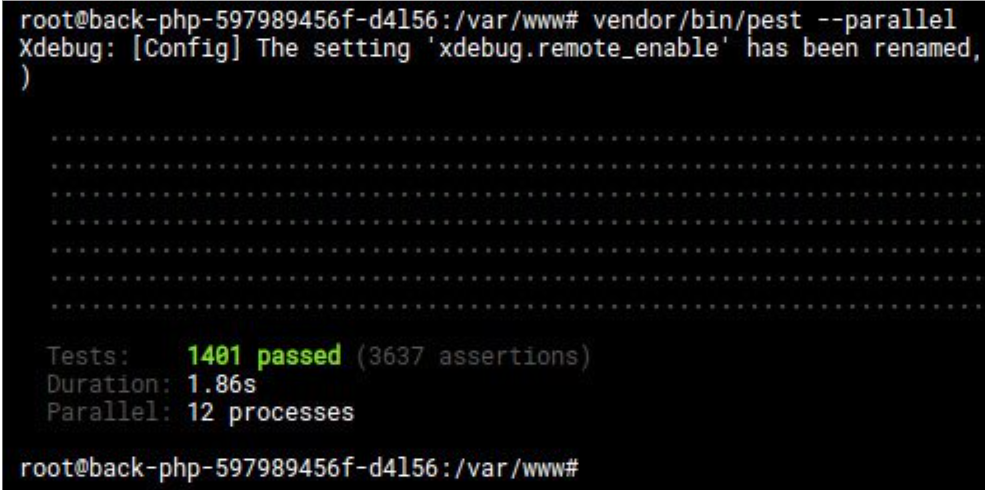 root@back-php-597989456f-d4l56:/var/www# vendor/bin/pest --parallel
Xdebug: [Config] The setting 'xdebug.remote_enable' has been renamed,
)
................................................................................
................................................................................
................................................................................
................................................................................
................................................................................
................................................................................
................................................................................
Tests: 1401 passed (3637 assertions)
Duration: 1.86s
Parallel: 12 processes
root@back-php-597989456f-d4l56:/var/www#